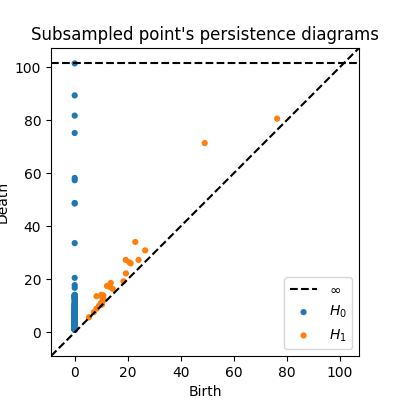 Subsampled point's persistence diagrams
100
80
60
40
20
0
Death
0 20 40 60 80 100
Birth
∞
H₀
H₁